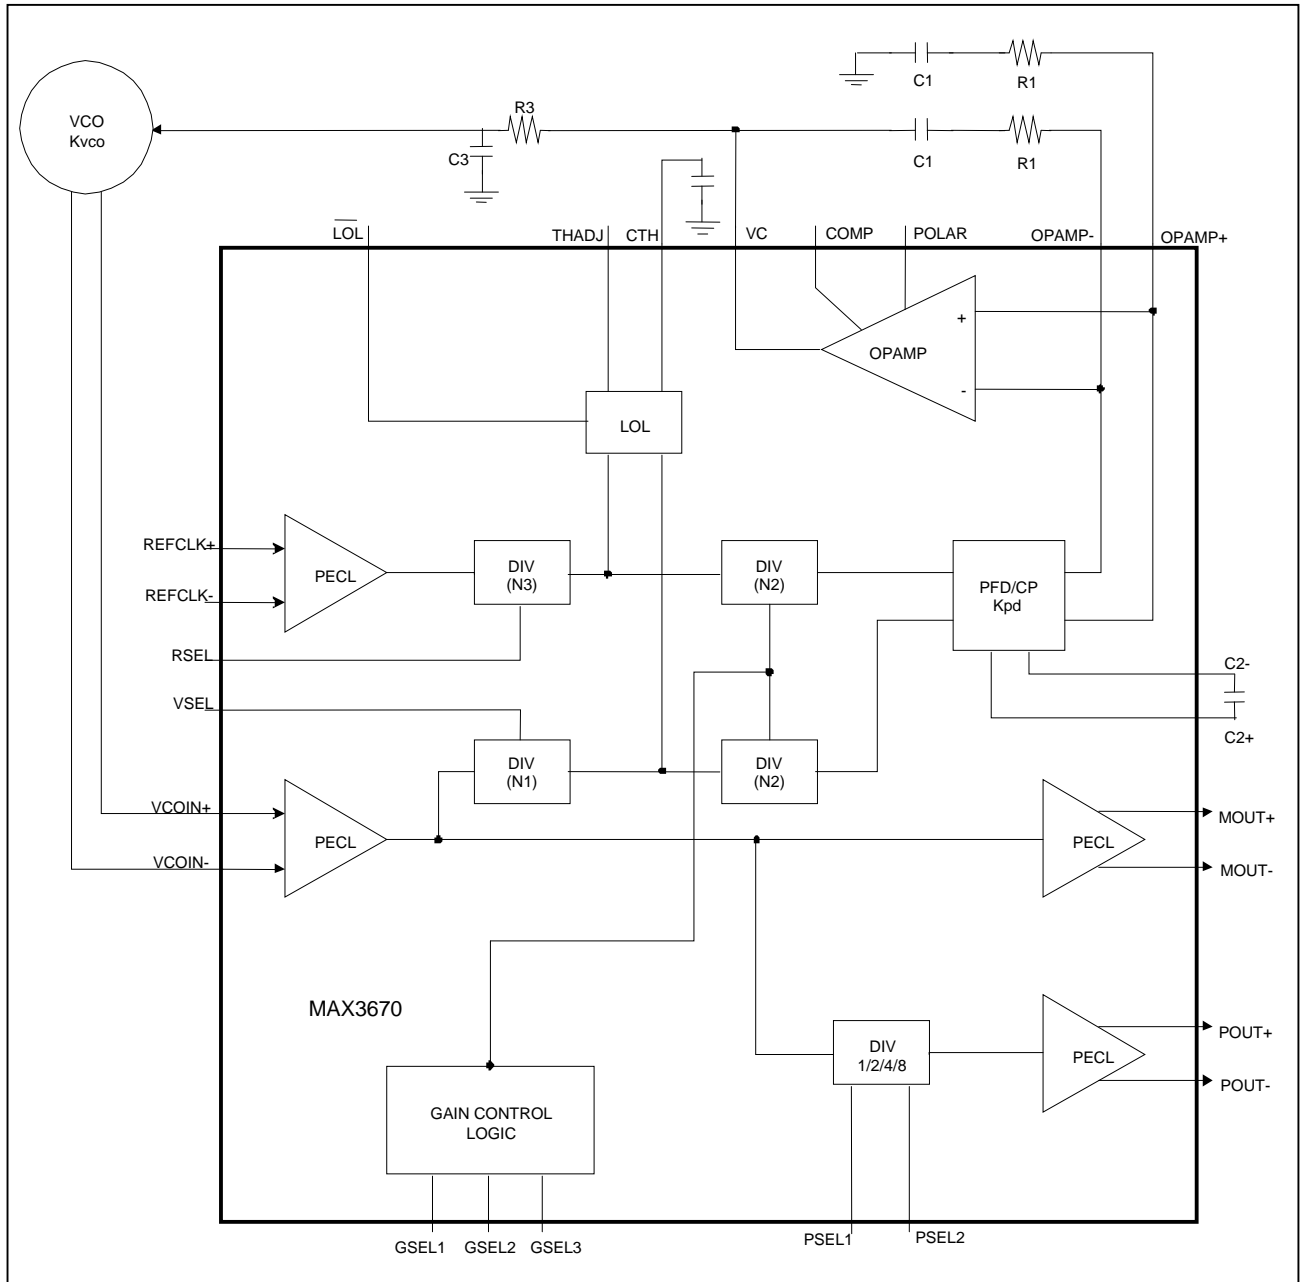 C1
R1
VCO
Kvco
R3
C3
C1
R1
LOL
THADJ
CTH
VC
COMP
POLAR
OPAMP-
OPAMP+
+
OPAMP
-
LOL
REFCLK+
REFCLK-
PECL
DIV
(N3)
DIV
(N2)
PFD/CP
Kpd
RSEL
C2-
VSEL
C2+
DIV
(N1)
DIV
(N2)
VCOIN+
VCOIN-
PECL
PECL
MOUT+
MOUT-
MAX3670
DIV
1/2/4/8
PECL
POUT+
POUT-
GAIN CONTROL
LOGIC
GSEL1
GSEL2
GSEL3
PSEL1
PSEL2